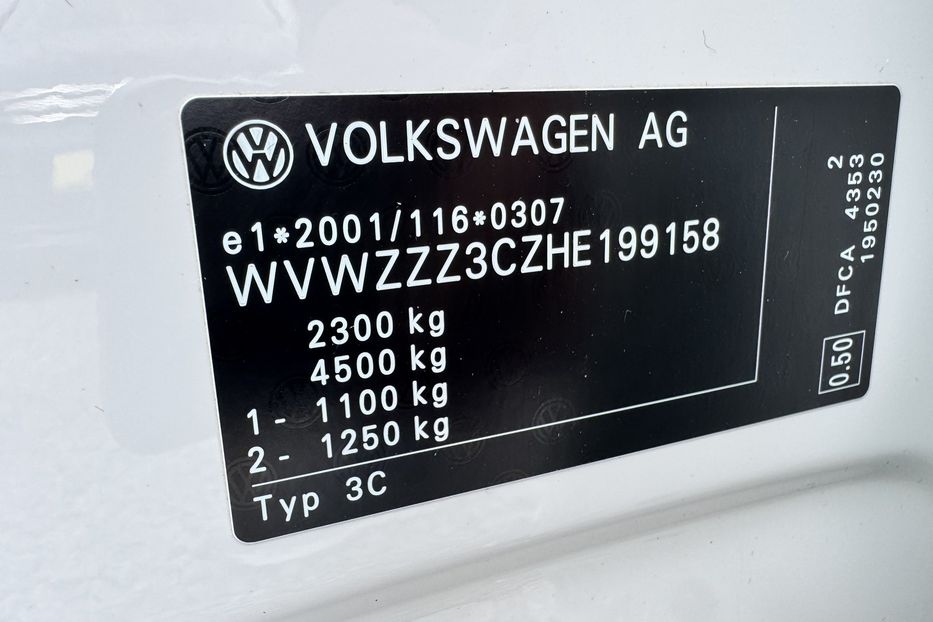 VOLKSWAGEN AG
e1*2001/116*0307
WVWZZZ3CZHE199158
2300 kg
4500 kg
1 - 1100 kg
2 - 1250 kg
Typ 3C
0.50 DFCA 4353 2
1950230